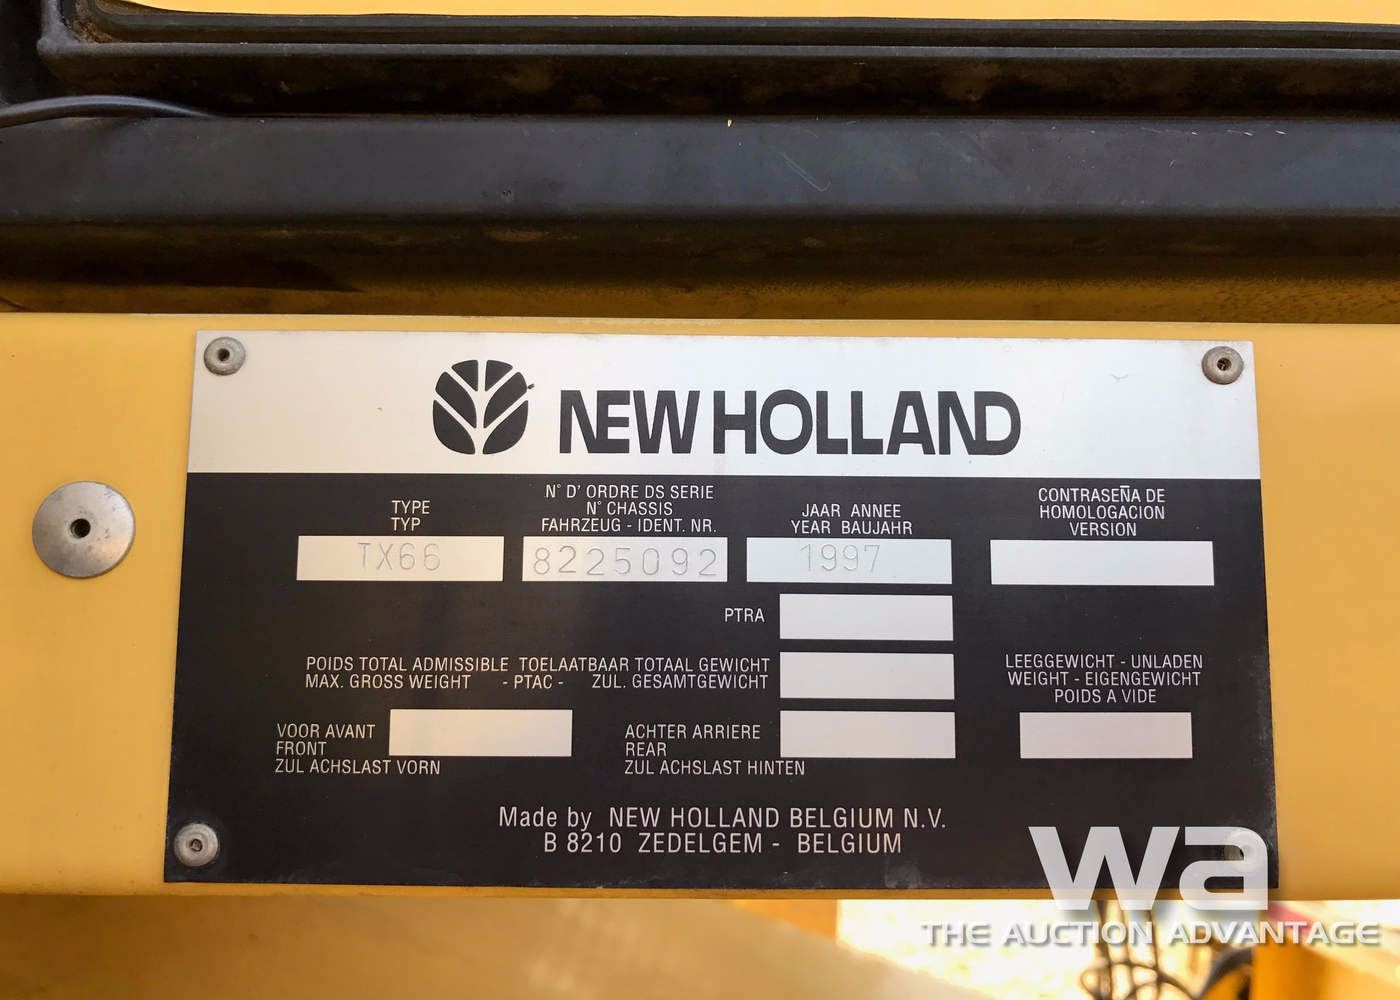 NEW HOLLAND
TYPE
TYP
TX66
N° D' ORDRE DS SERIE
N° CHASSIS
FAHRZEUG - IDENT. NR.
8225092
JAAR ANNEE
YEAR BAUJAHR
1997
CONTRASEÑA DE
HOMOLOGACION
VERSION
PTRA
POIDS TOTAL ADMISSIBLE TOELAATBAAR TOTAAL GEWICHT
MAX. GROSS WEIGHT - PTAC - ZUL. GESAMTGEWICHT
LEEGGEWICHT - UNLADEN
WEIGHT - EIGENGEWICHT
POIDS A VIDE
VOOR AVANT
FRONT
ZUL ACHSLAST VORN
ACHTER ARRIERE
REAR
ZUL ACHSLAST HINTEN
Made by NEW HOLLAND BELGIUM N.V.
B 8210 ZEDELGEM - BELGIUM
wa
THE AUCTION ADVANTAGE